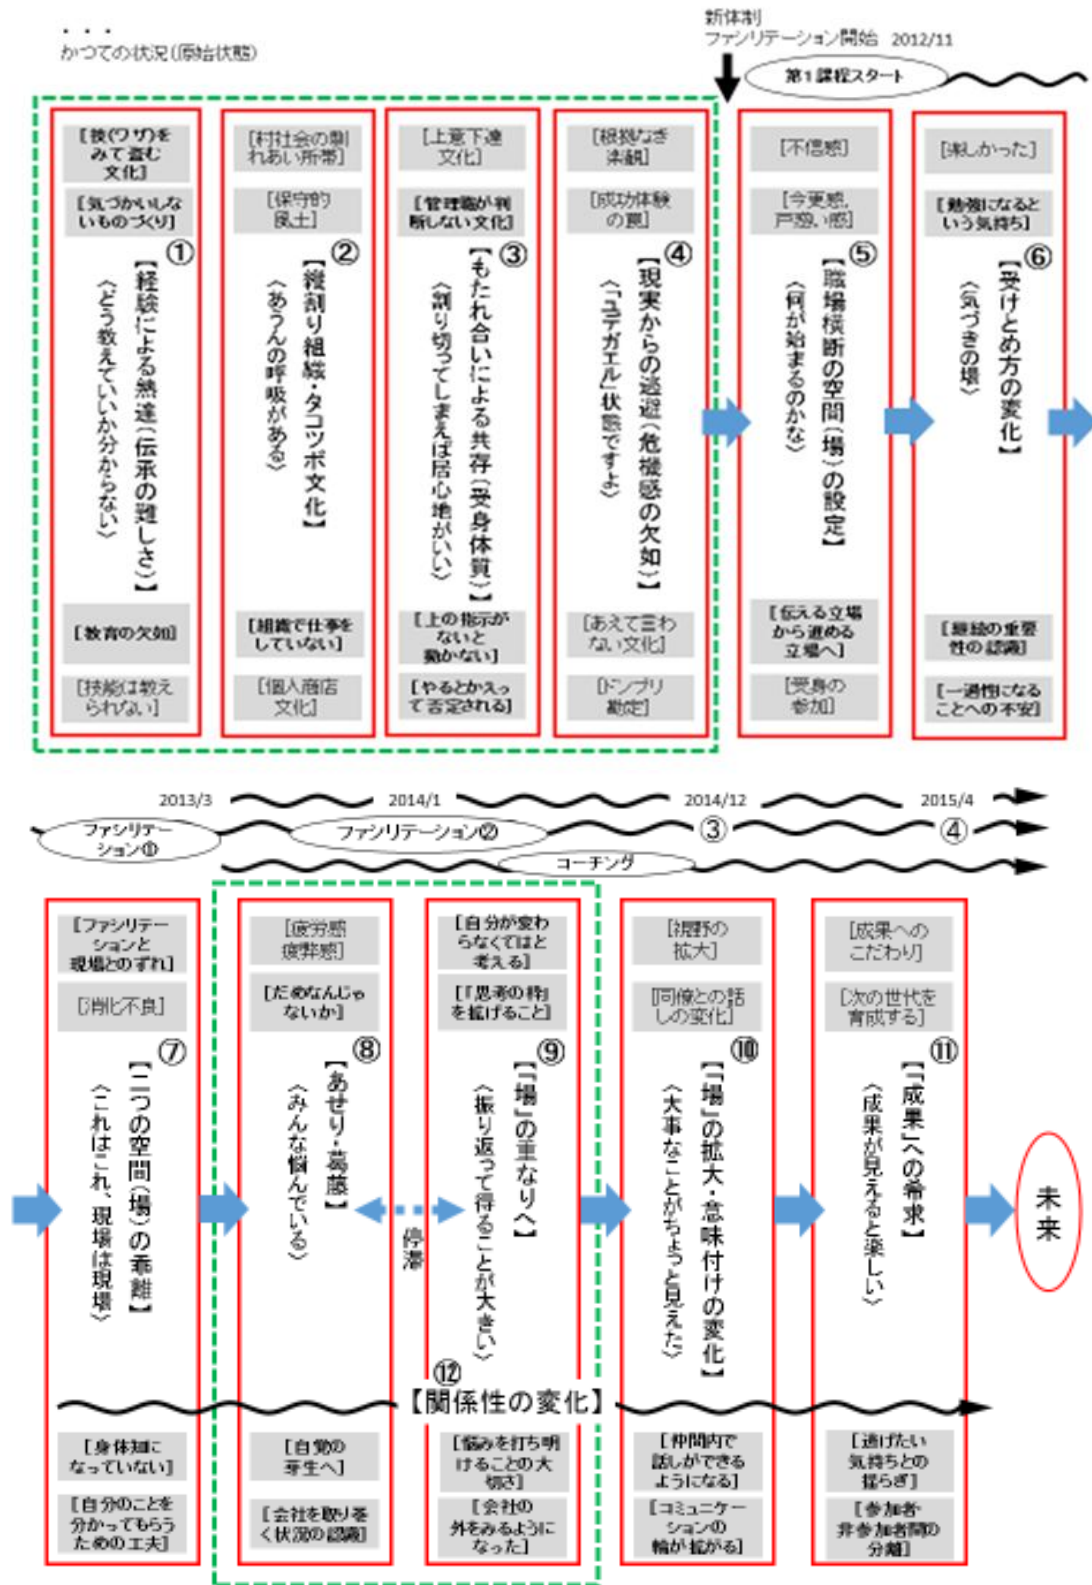 ・・・
かつての状況(原始状態)
新体制
ファシリテーション開始 2012/11
第1課程スタート
[技(ワザ)を
みて盗む
文化]
[気づかいしな
いものづくり]
①
【経験による熟達(伝承の難しさ)】
〈どう教えていいか分からない〉
[教育の欠如]
[技能は教え
られない]
[村社会の馴
れあい所帯]
[保守的
風土]
②
【縦割り組織・タコツボ文化】
〈あうんの呼吸がある〉
[組織で仕事を
していない]
[個人商店
文化]
[上意下達
文化]
[管理職が判
断しない文化]
③
【もたれ合いによる共存(受身体質)】
〈割り切ってしまえば居心地がいい〉
[上の指示が
ないと
動かない]
[やるとかえっ
て否定される]
[根拠なき
楽観]
[成功体験
の罠]
④
【現実からの逃避(危機感の欠如)】
〈「ユデガエル」状態ですよ〉
[あえて言わ
ない文化]
[ドンブリ
勘定]
[不信感]
[今更感,
戸惑い感]
⑤
【職場横断の空間(場)の設定】
〈何が始まるのかな〉
[伝える立場
から進める
立場へ]
[受身の
参加]
[楽しかった]
[勉強になると
いう気持ち]
⑥
【受けとめ方の変化】
〈気づきの場〉
[継続の重要
性の認識]
[一過性になる
ことへの不安]
2013/3
2014/1
2014/12
2015/4
ファシリテー
ション①
ファシリテーション②
③
④
コーチング
[ファシリテー
ションと
現場とのずれ]
[消化不良]
⑦
【二つの空間(場)の乖離】
〈これはこれ、現場は現場〉
[身体知に
なっていない]
[自分のことを
分かってもらう
ための工夫]
[疲労感
疲弊感]
[だめなんじゃ
ないか]
⑧
【あせり・葛藤】
〈みんな悩んでいる〉
[自覚の
芽生へ]
[会社を取り巻
く状況の認識]
停滞
[自分が変わ
らなくてはと
考える]
[「思考の枠」
を拡げること]
⑨
【「場」の重なりへ】
〈振り返って得ることが大きい〉
⑫
【関係性の変化】
[悩みを打ち明
けることの大
切さ]
[会社の
外をみるように
なった]
[視野の
拡大]
[同僚との話
しの変化]
⑩
【「場」の拡大・意味付けの変化】
〈大事なことがちょっと見えた〉
[仲間内で
話しができる
ようになる]
[コミュニケー
ションの
輪が拡がる]
[成果への
こだわり]
[次の世代を
育成する]
⑪
【「成果」への希求】
〈成果が見えると楽しい〉
[逃げたい
気持ちとの
揺らぎ]
[参加者・
非参加者間の
分離]
未来